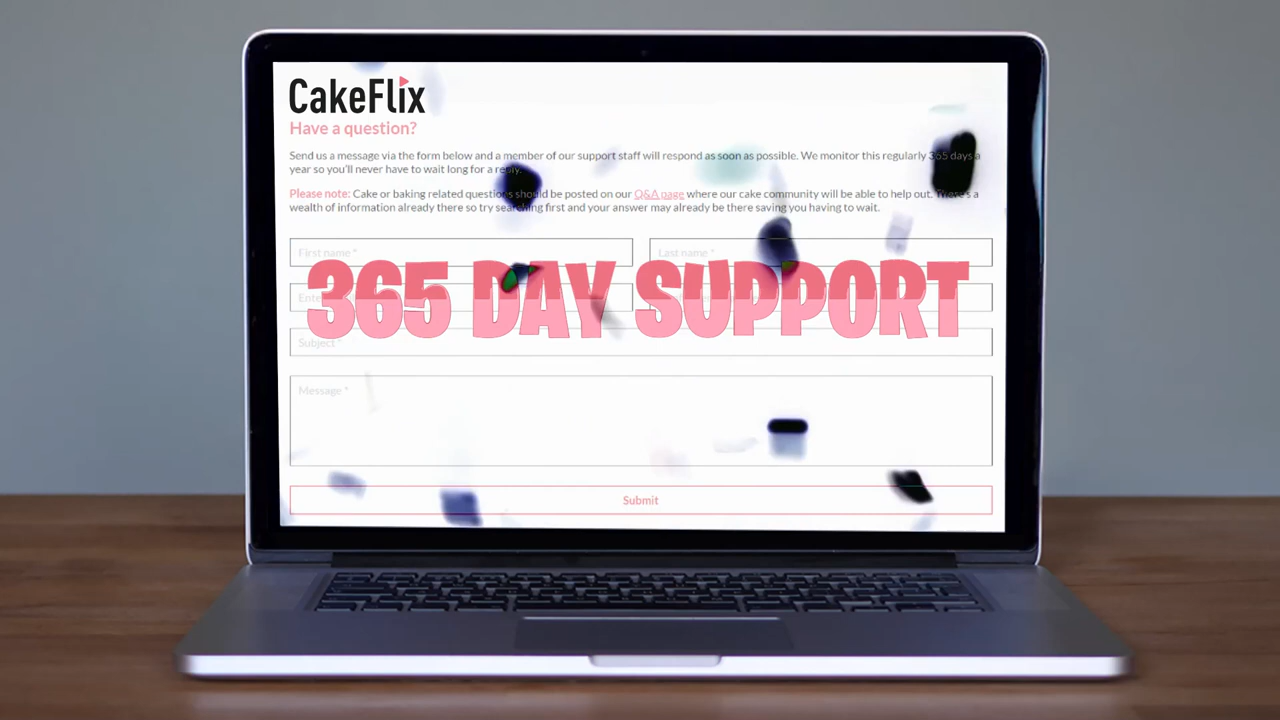 CakeFlix
Have a question?
Send us a message via the form below and a member of our support staff will respond as soon as possible. We monitor this regularly 365 days a
year so you'll never have to wait long for a reply.
Please note: Cake or baking related questions should be posted on our Q&A page where our cake community will be able to help out. There's a
wealth of information already there so try searching first and your answer may already be there saving you having to wait.
First name *
Last name *
365 DAY SUPPORT
Subject *
Message *
Submit